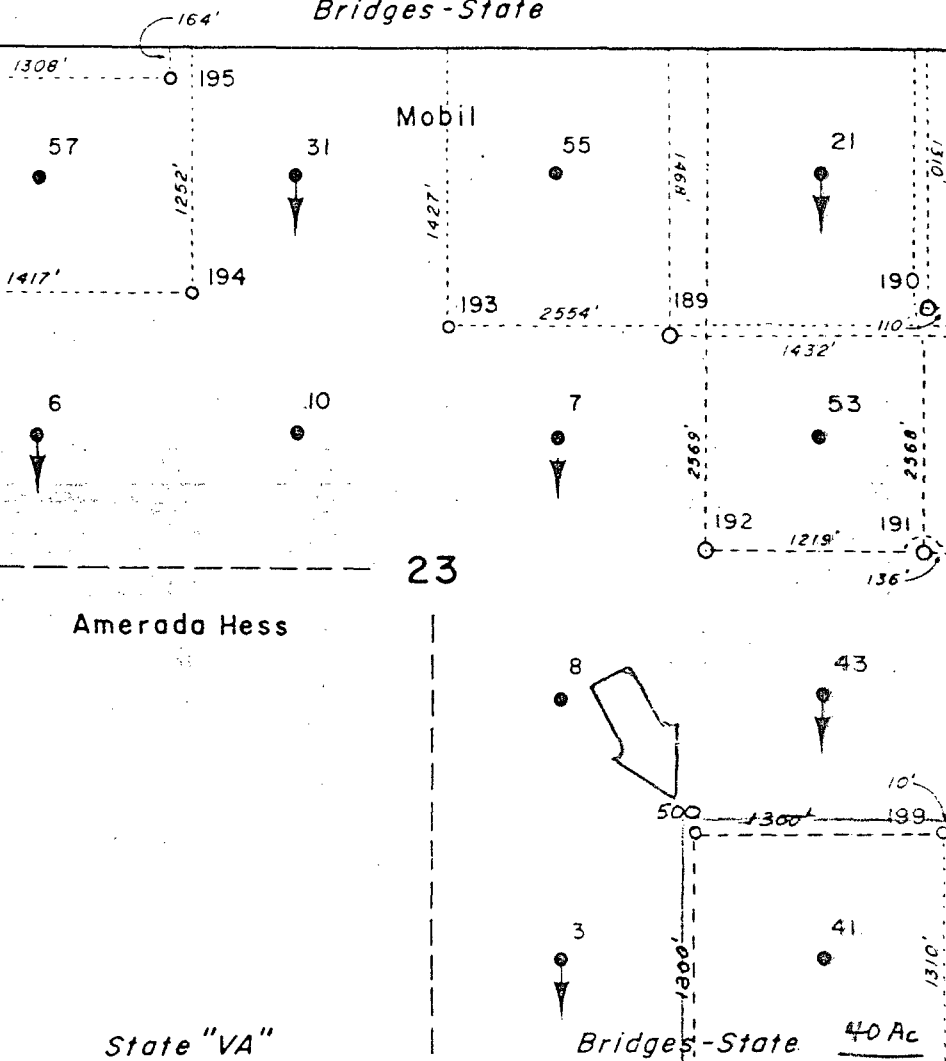 Bridges-State
164'
1308' 195
Mobil
57 31 55 21
1252' 1427' 1468' 1310'
1417' 194 190
193 2554' 189 110'
1432'
6 10 7 53
2569' 2568'
192 1219' 191
23 136'
Amerada Hess
8 43
10'
500 1300' 199
3 41
1310'
State "VA" Bridges-State 40 Ac